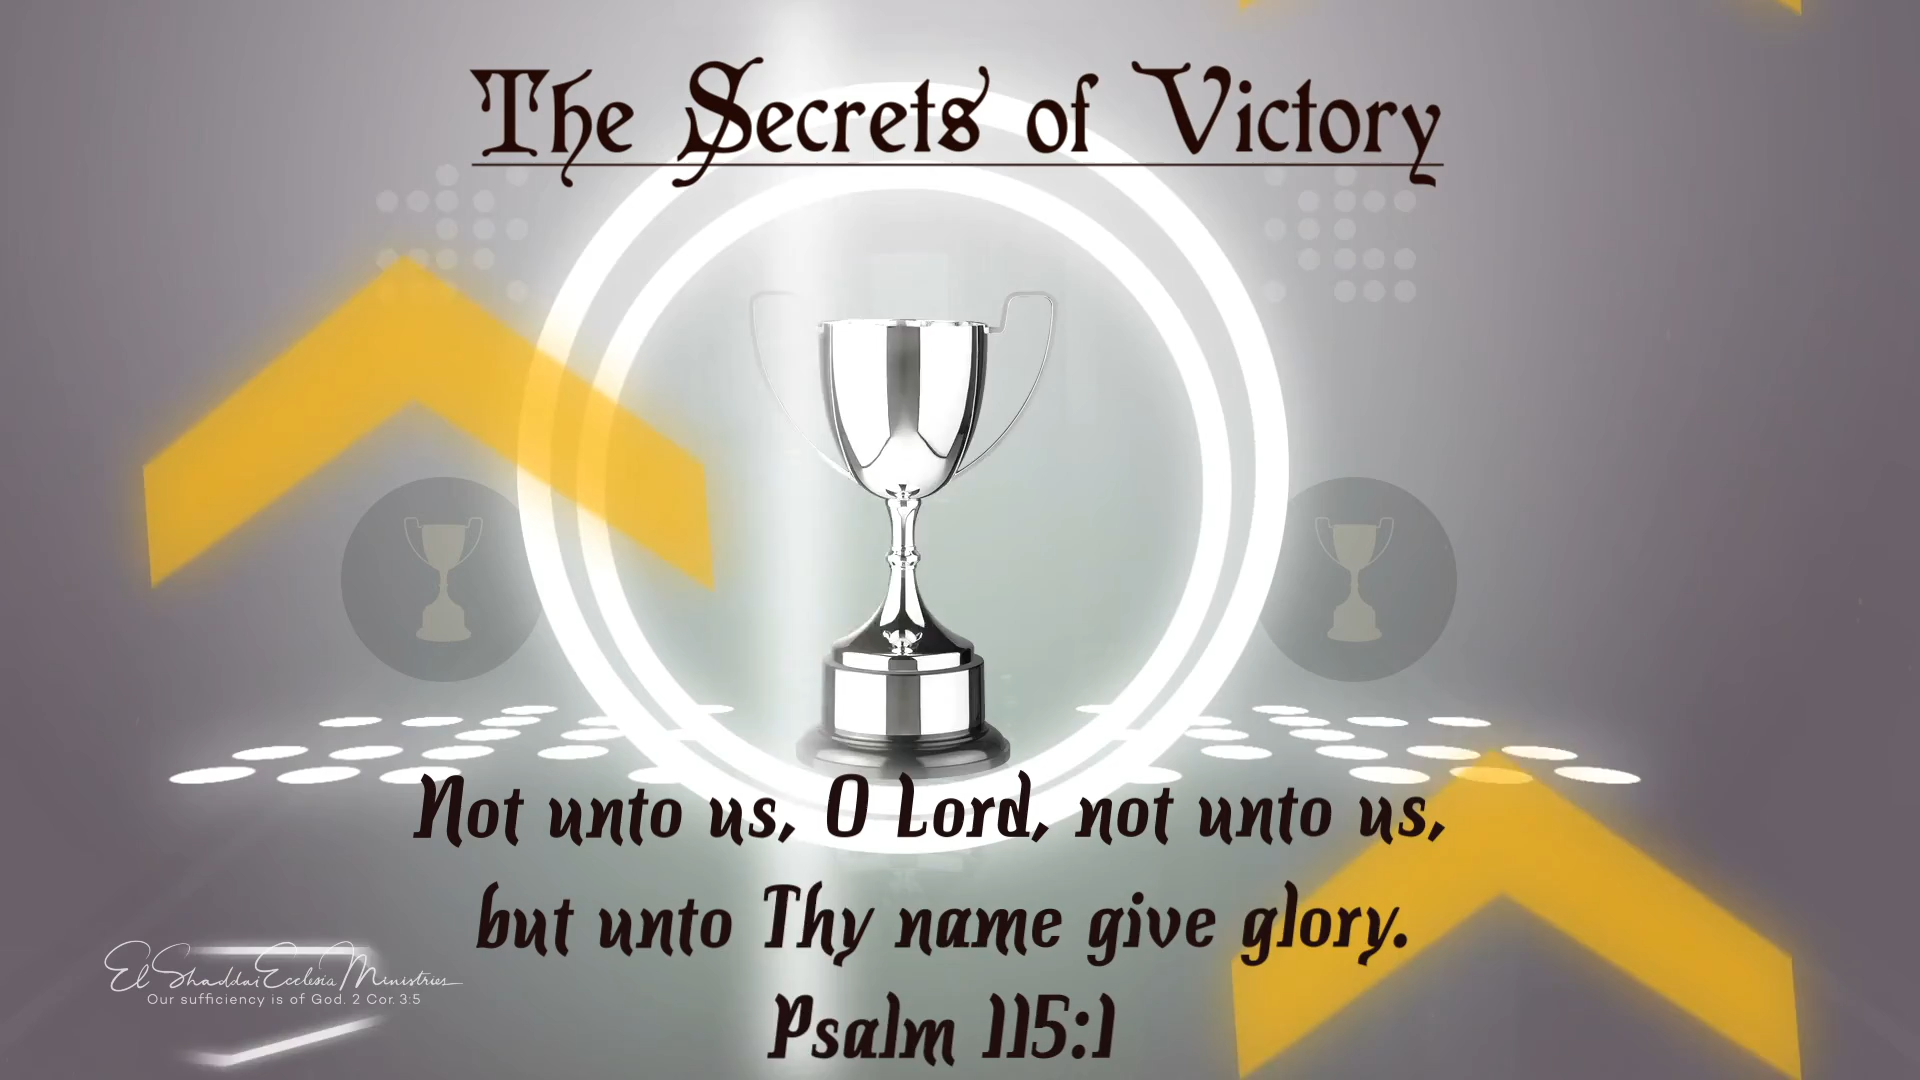 The Secrets of Victory
Not unto us, O Lord, not unto us,
but unto Thy name give glory.
Psalm 115:1
El Shaddai Ecclesia Ministries
Our sufficiency is of God. 2 Cor. 3:5